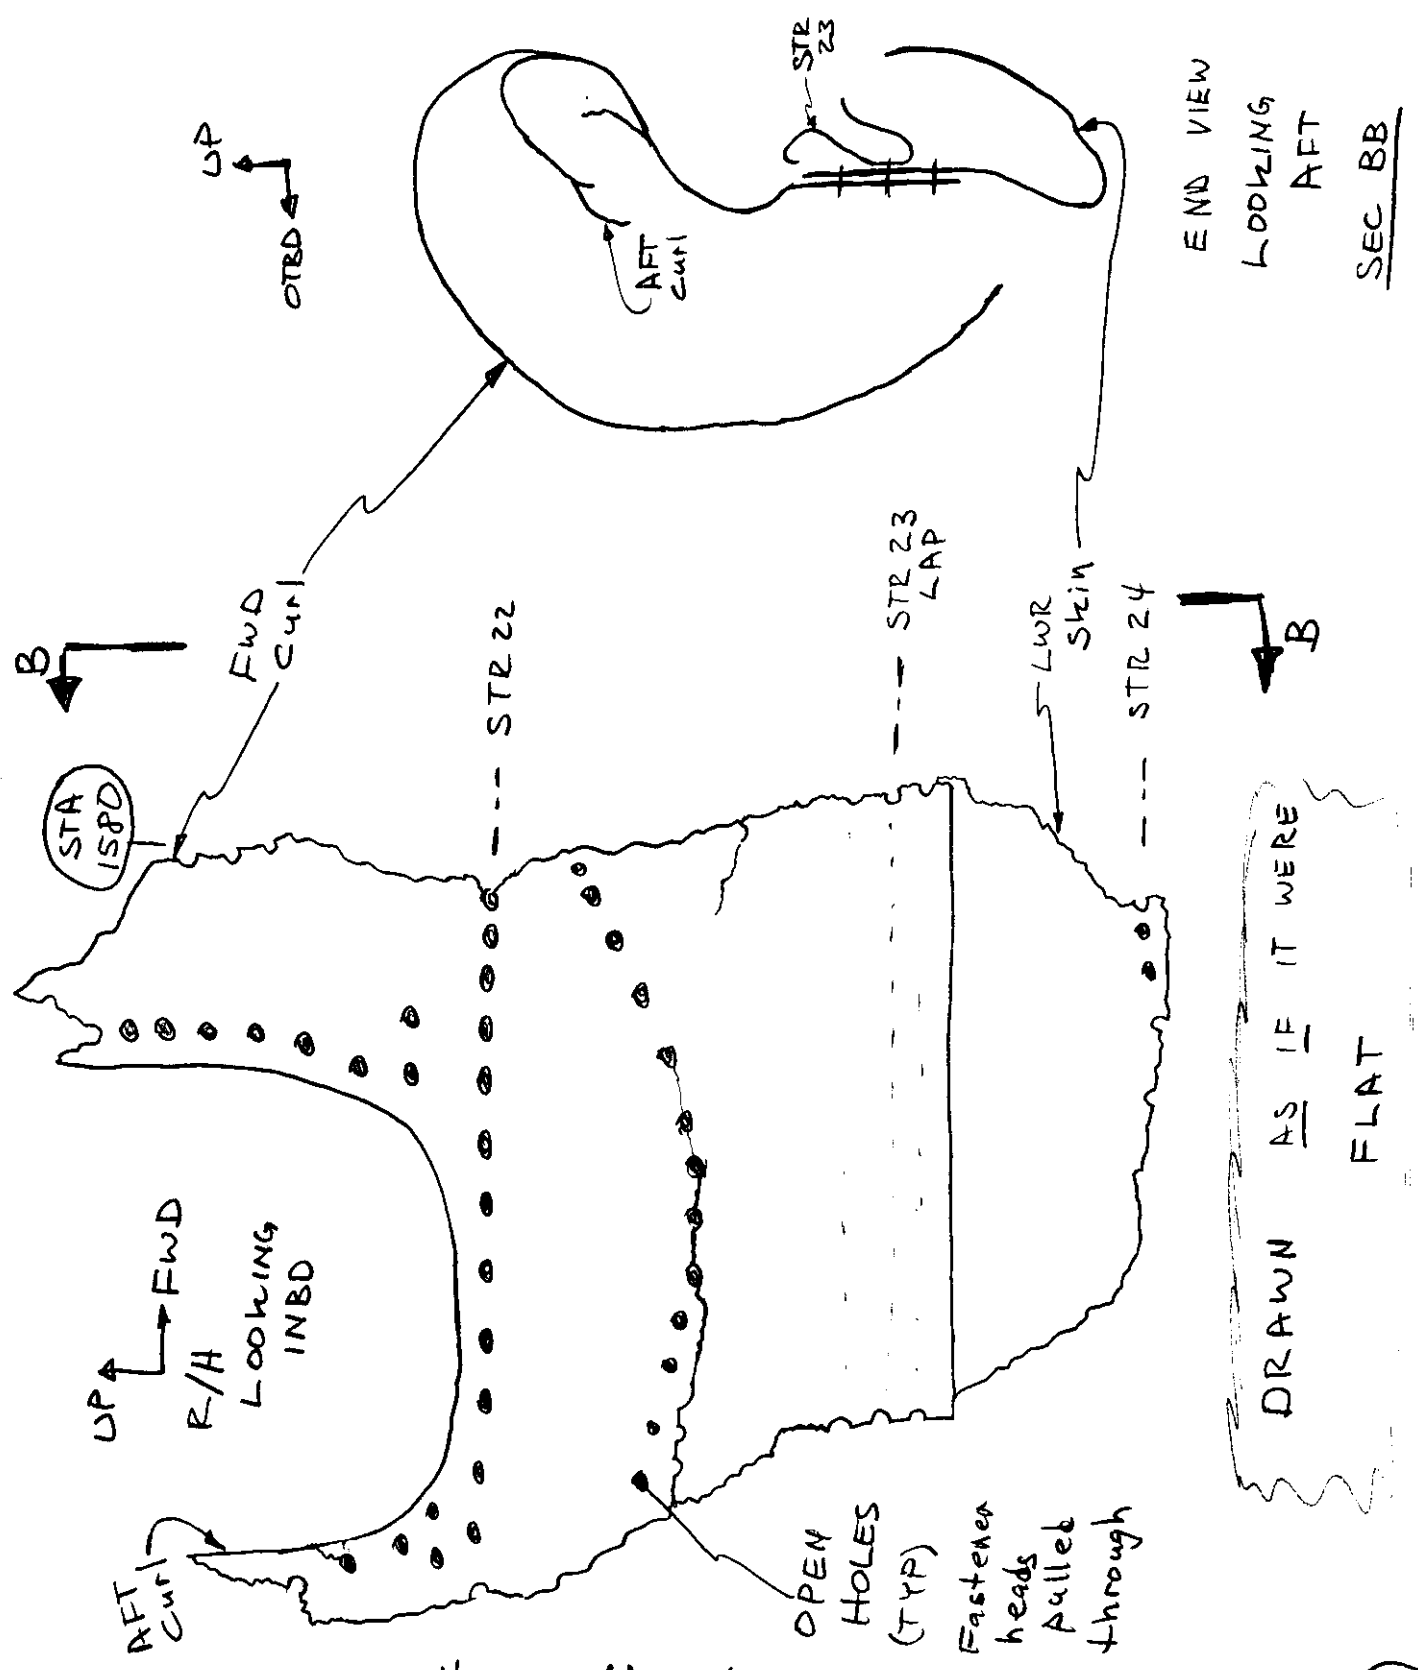 UP
FWD
R/H
LOOKING
INBD
AFT
curl
STA
1580
B
FWD
curl
STR 22
STR 23
LAP
LWR
skin
STR 24
B
OPEN
HOLES
(TYP)
Fastener
heads
pulled
through
DRAWN AS IF IT WERE
FLAT
UP
OTBD
AFT
curl
STR
23
END VIEW
LOOKING
AFT
SEC BB